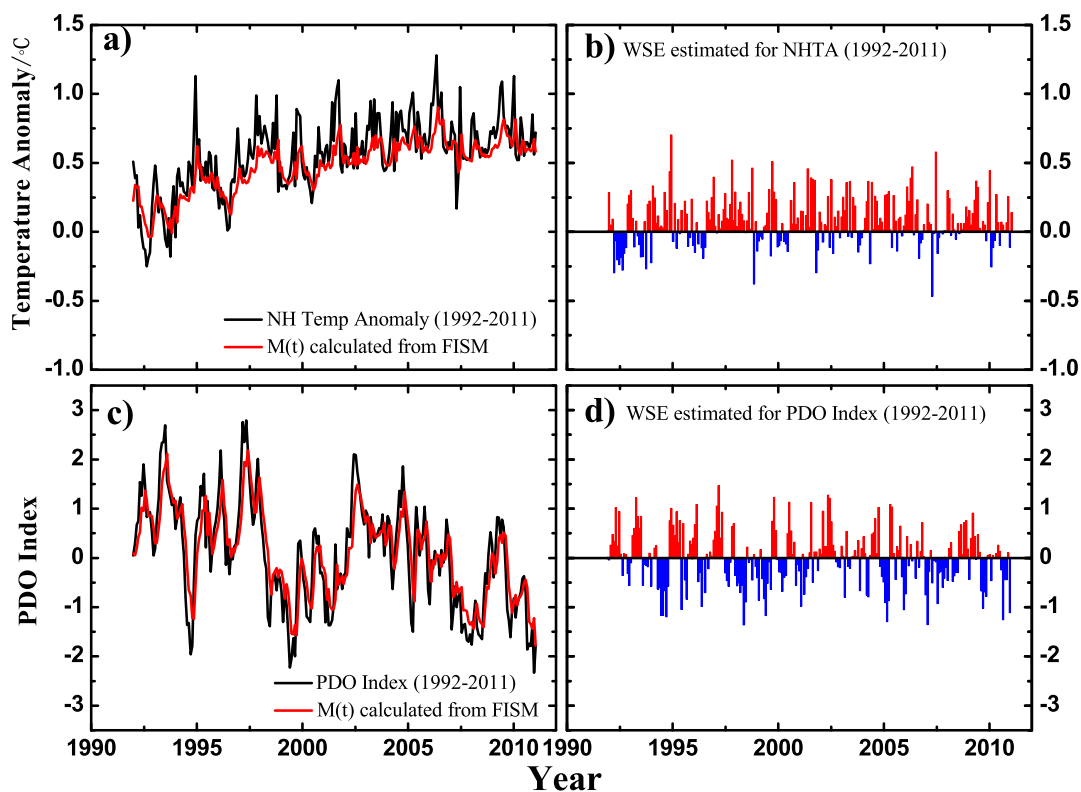 a)
b)
WSE estimated for NHTA (1992-2011)
Temperature Anomaly/°C
1.5
1.0
0.5
0.0
-0.5
-1.0
1.5
1.0
0.5
0.0
-0.5
-1.0
NH Temp Anomaly (1992-2011)
M(t) calculated from FISM
c)
d)
WSE estimated for PDO Index (1992-2011)
PDO Index
3
2
1
0
-1
-2
-3
3
2
1
0
-1
-2
-3
PDO Index (1992-2011)
M(t) calculated from FISM
1990 1995 2000 2005 2010
1990 1995 2000 2005 2010
Year